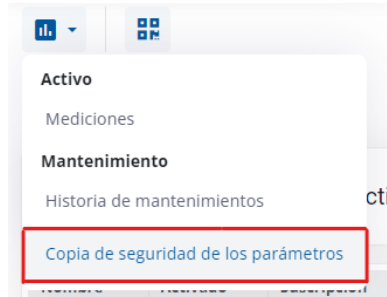 Activo
Mediciones
Mantenimiento
Historia de mantenimientos
Copia de seguridad de los parámetros